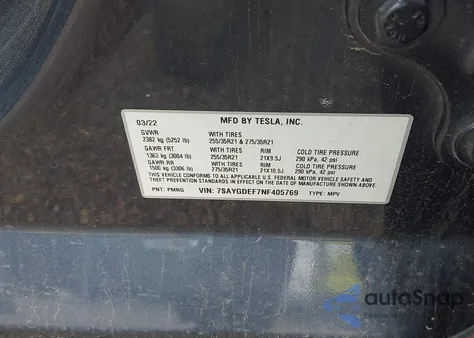 03/22 MFD BY TESLA, INC.
GVWR WITH TIRES
2382 kg (5252 lb) 255/35R21 & 275/35R21
GAWR FRT WITH TIRES RIM COLD TIRE PRESSURE
1363 kg (3004 lb) 255/35R21 21X9.5J 290 kPa, 42 psi
GAWR RR WITH TIRES RIM COLD TIRE PRESSURE
1500 kg (3306 lb) 275/35R21 21X10.5J 290 kPa, 42 psi
THIS VEHICLE CONFORMS TO ALL APPLICABLE U.S. FEDERAL MOTOR VEHICLE SAFETY, BUMPER, AND
THEFT PREVENTION STANDARDS IN EFFECT ON THE DATE OF MANUFACTURE SHOWN ABOVE.
PNT: PMNG VIN: 7SAYGDEF7NF405769 TYPE: MPV
autoSnap